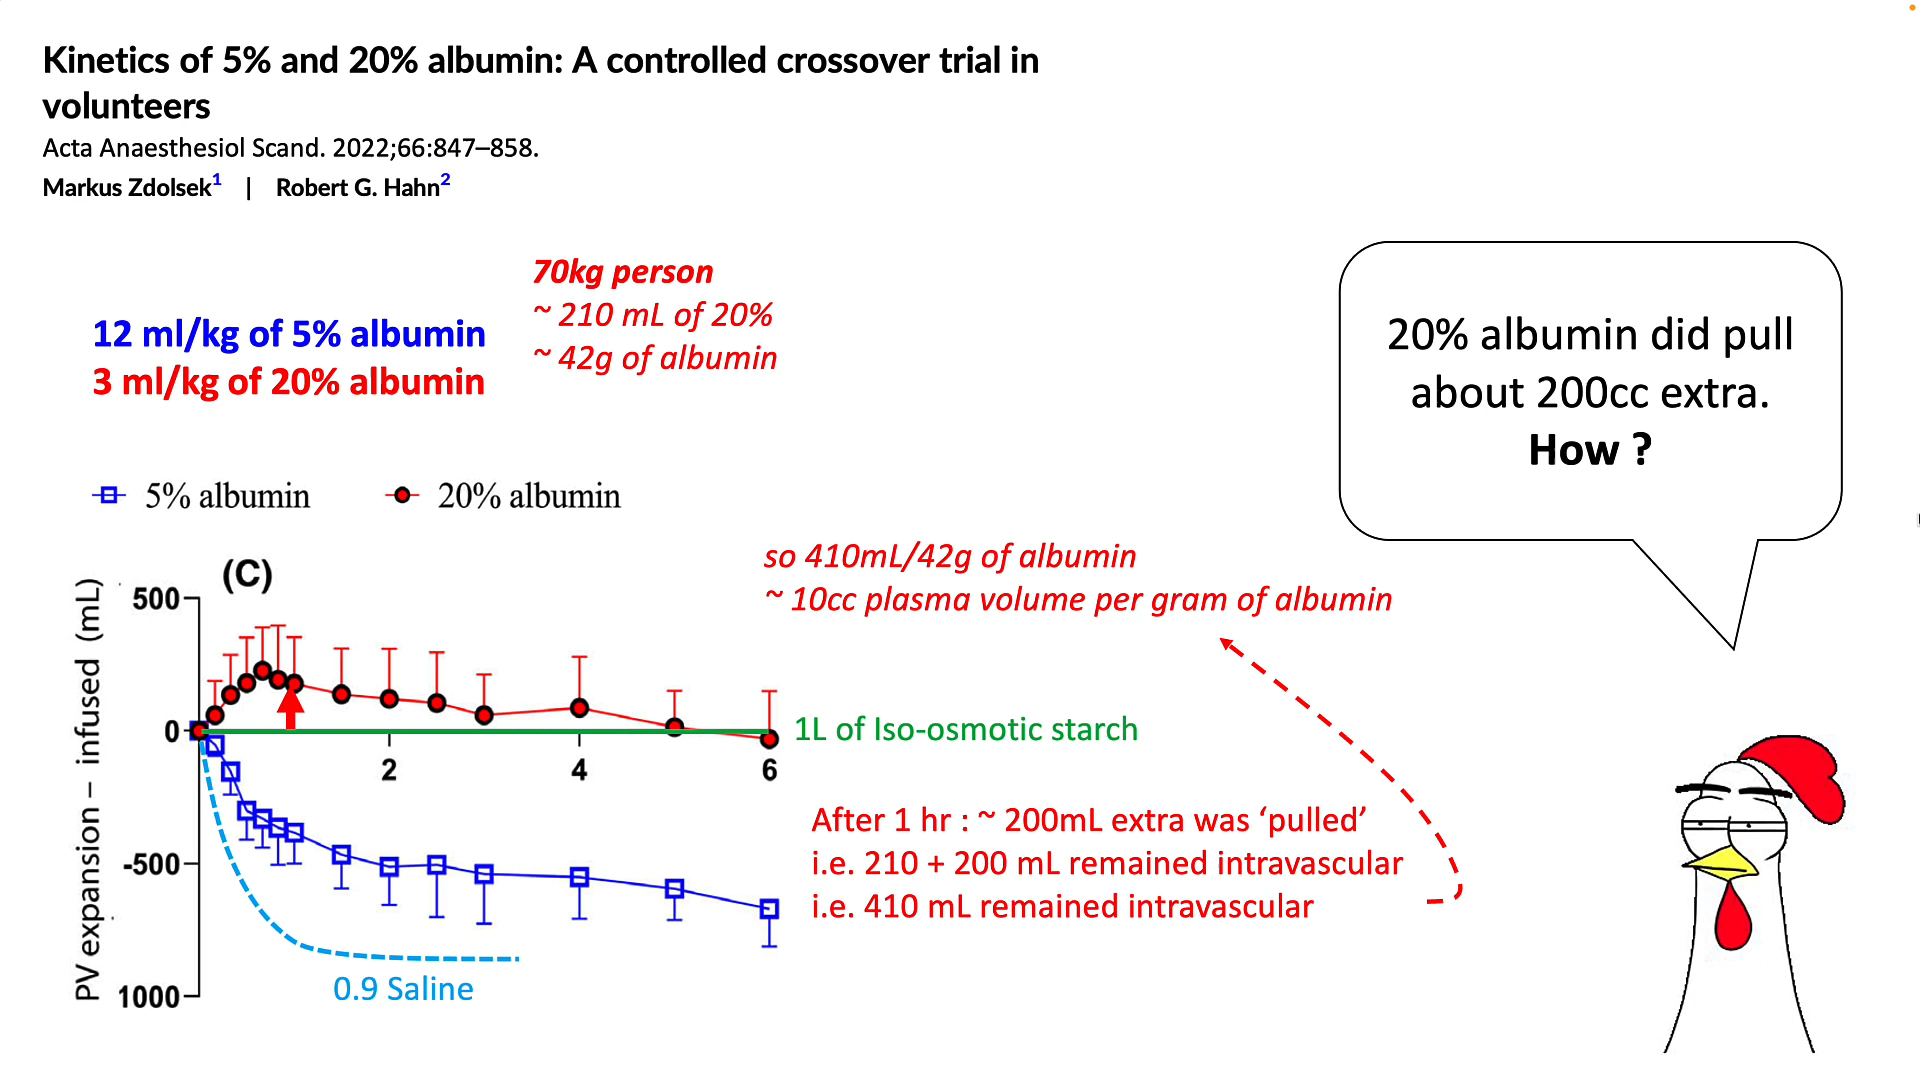 Kinetics of 5% and 20% albumin: A controlled crossover trial in
volunteers
Acta Anaesthesiol Scand. 2022;66:847–858.
Markus Zdolsek1 | Robert G. Hahn2
70kg person
~ 210 mL of 20%
~ 42g of albumin
12 ml/kg of 5% albumin
3 ml/kg of 20% albumin
20% albumin did pull
about 200cc extra.
How ?
5% albumin
20% albumin
so 410mL/42g of albumin
~ 10cc plasma volume per gram of albumin
(C)
PV expansion – infused (mL)
500
0
-500
1000
2
4
6
1L of Iso-osmotic starch
After 1 hr : ~ 200mL extra was ‘pulled’
i.e. 210 + 200 mL remained intravascular
i.e. 410 mL remained intravascular
0.9 Saline